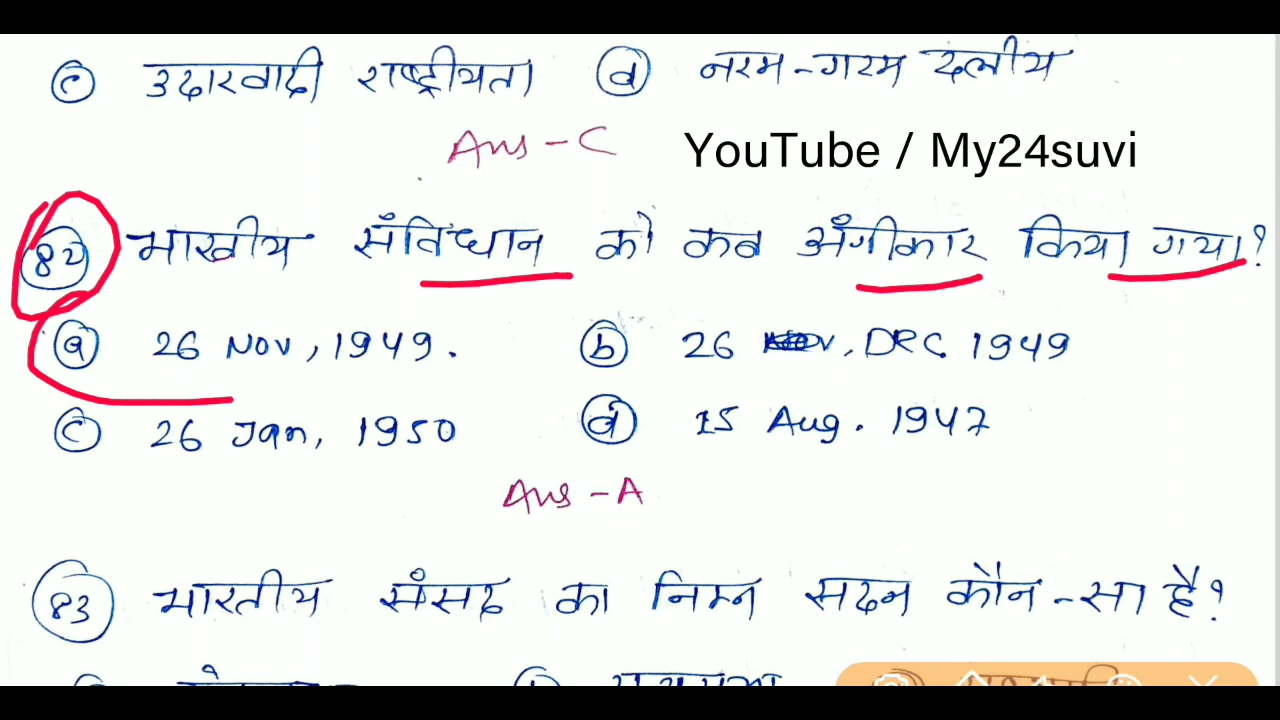 c उदारवादी राष्ट्रीयता d नरम-गरम दलीय
Ans - C
YouTube / My24suvi
82 भारतीय संविधान को कब अंगीकार किया गया?
a 26 Nov, 1949. b 26 , DEC 1949
c 26 Jan, 1950 d 15 Aug. 1947
Ans - A
83 भारतीय संसद का निम्न सदन कौन-सा है?